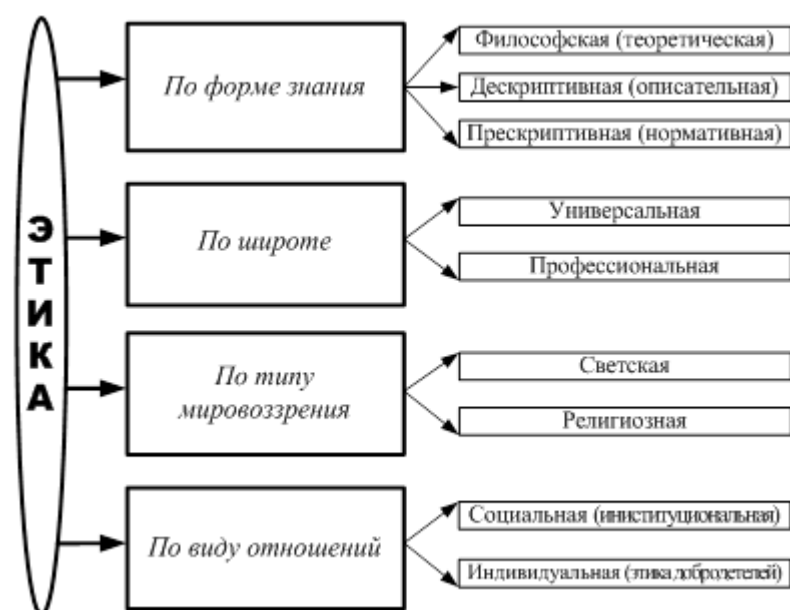 ЭТИКА
По форме знания
Философская (теоретическая)
Дескриптивная (описательная)
Прескриптивная (нормативная)
По широте
Универсальная
Профессиональная
По типу
мировоззрения
Светская
Религиозная
По виду отношений
Социальная (иниституциональная)
Индивидуальная (этика добродетелей)